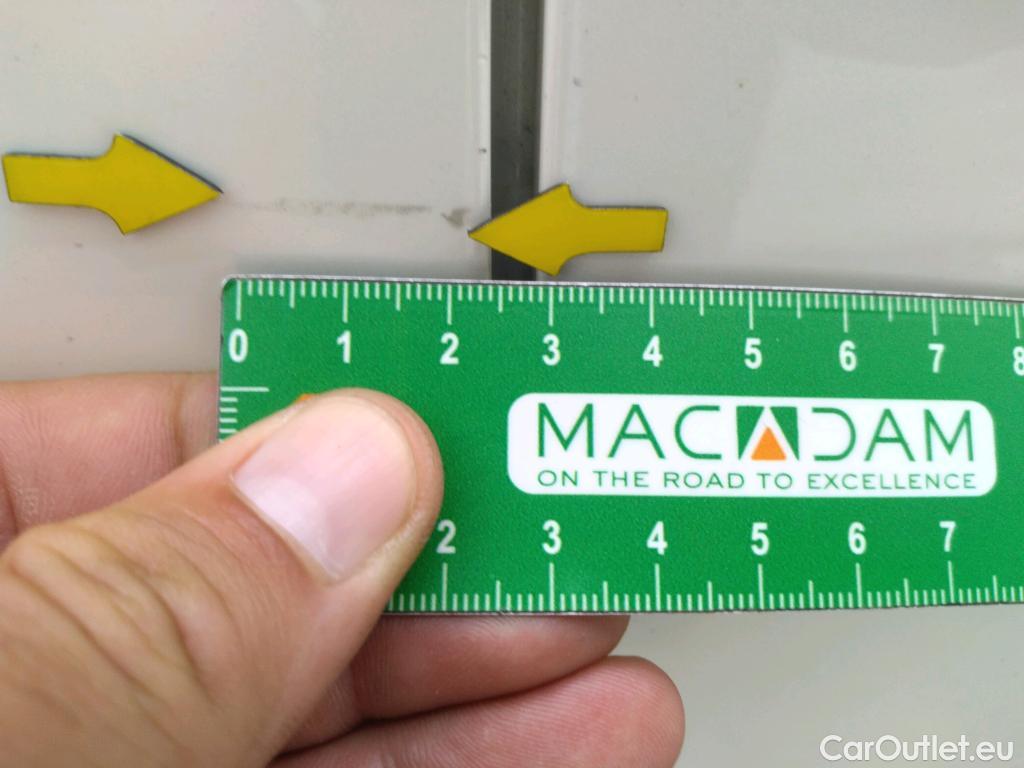 0 1 2 3 4 5 6 7 8
MACADAM
ON THE ROAD TO EXCELLENCE
2 3 4 5 6 7
CarOutlet.eu